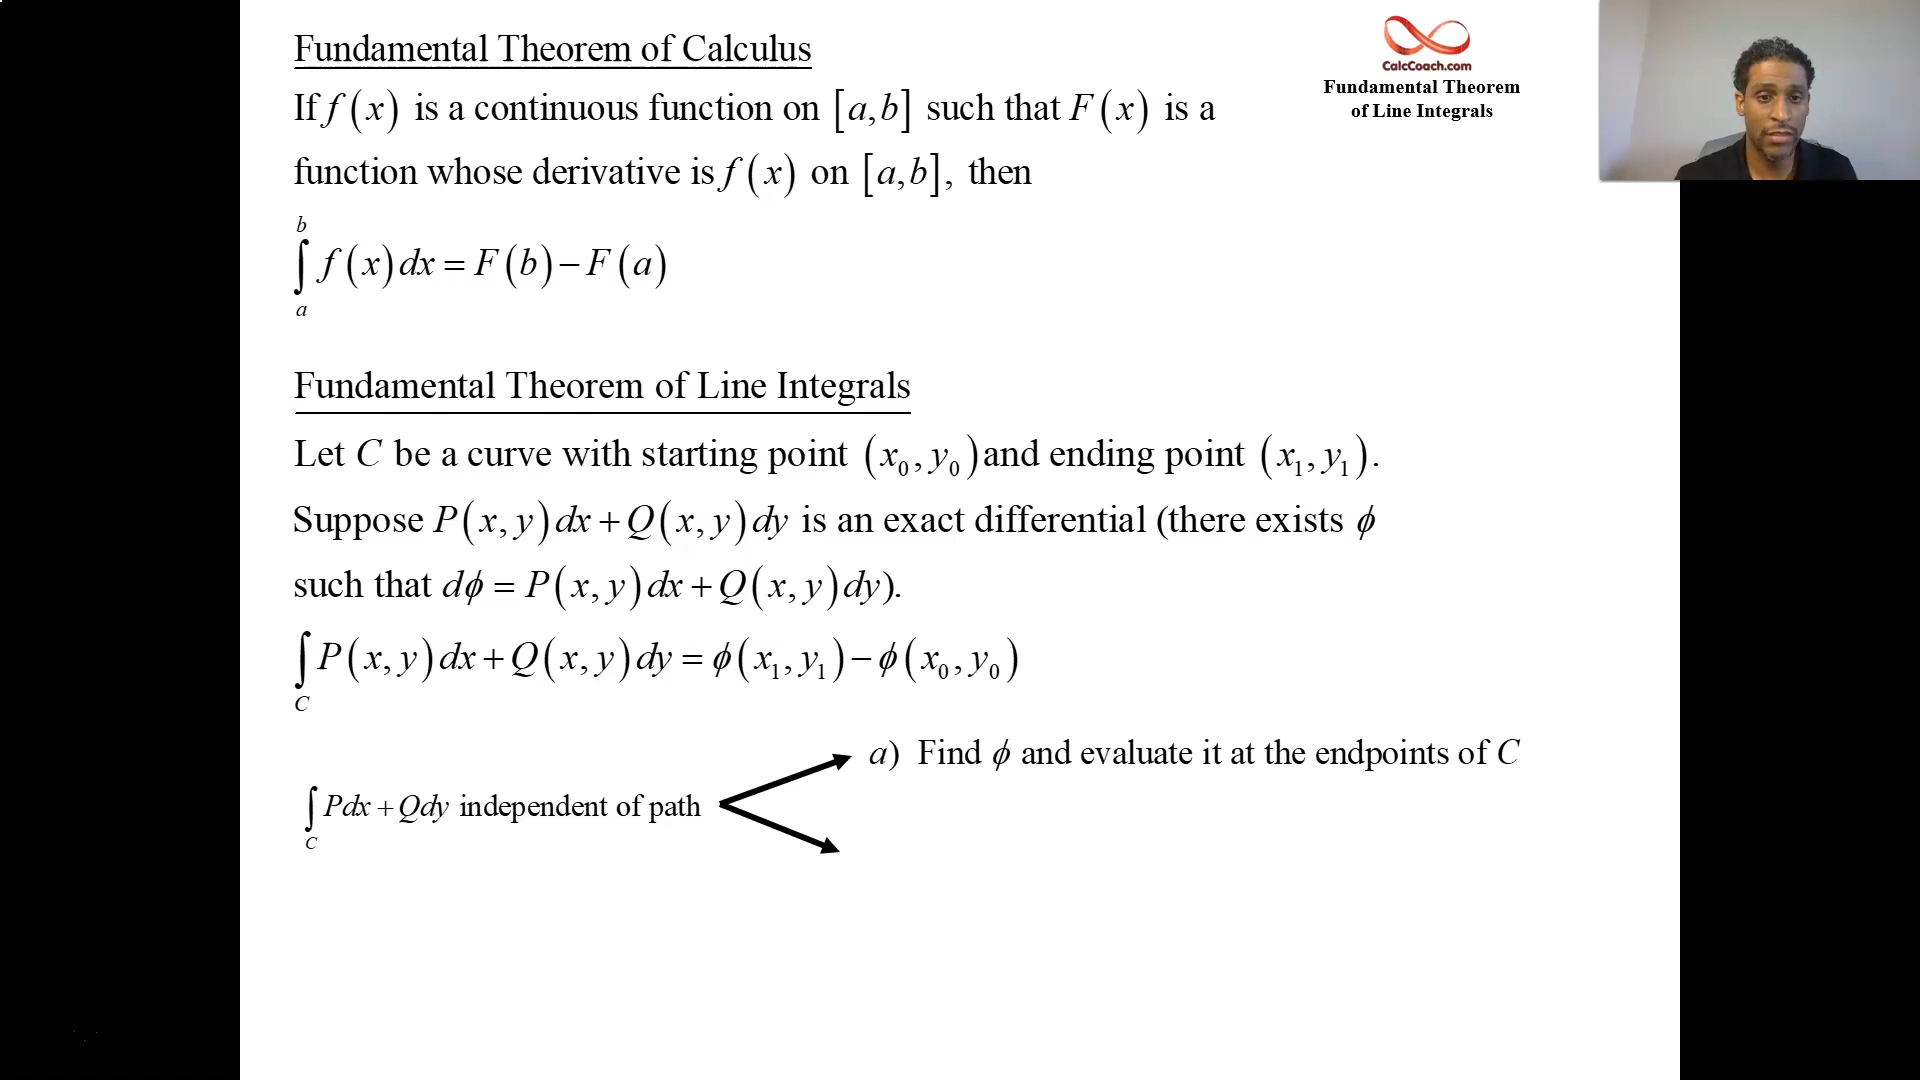 Fundamental Theorem of Calculus
CalcCoach.com
Fundamental Theorem
of Line Integrals
If f(x) is a continuous function on [a,b] such that F(x) is a
function whose derivative is f(x) on [a,b], then
∫_a^b f(x)dx = F(b) − F(a)
Fundamental Theorem of Line Integrals
Let C be a curve with starting point (x₀, y₀) and ending point (x₁, y₁).
Suppose P(x, y)dx + Q(x, y)dy is an exact differential (there exists ϕ
such that dϕ = P(x, y)dx + Q(x, y)dy).
∫_C P(x, y)dx + Q(x, y)dy = ϕ(x₁, y₁) − ϕ(x₀, y₀)
a) Find ϕ and evaluate it at the endpoints of C
∫_C Pdx + Qdy independent of path